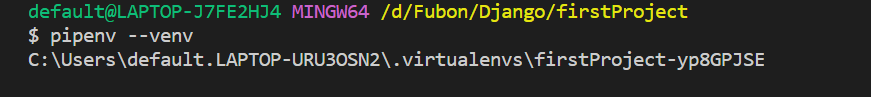 default@LAPTOP-J7FE2HJ4 MINGW64 /d/Fubon/Django/firstProject
$ pipenv --venv
C:\Users\default.LAPTOP-URU3OSN2\.virtualenvs\firstProject-yp8GPJSE